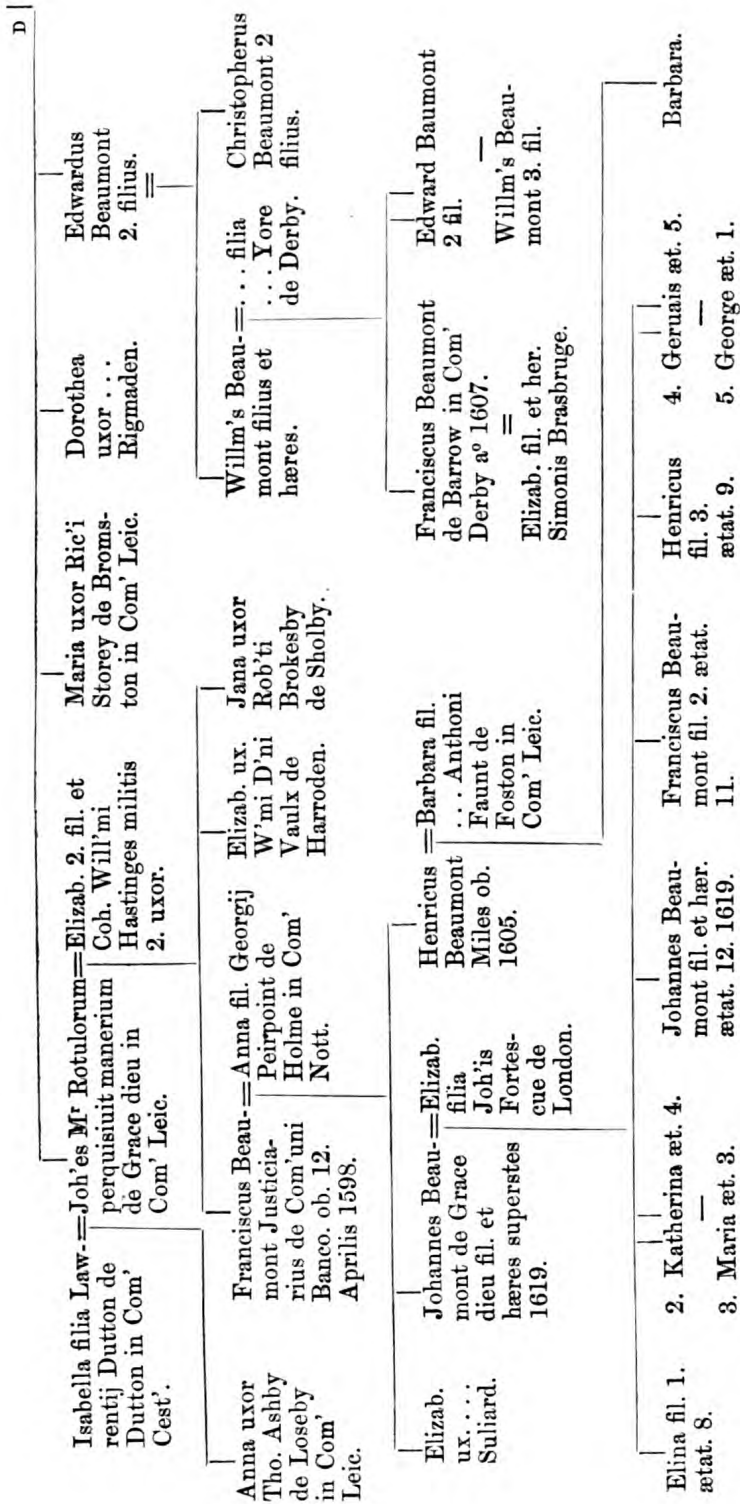 D
Isabella filia Law-=Joh'es Mr Rotulorum=Elizab. 2. fil. et
rentij Dutton de
Dutton in Com'
Cest'.
perquisiuit manerium
de Grace dieu in
Com' Leic.
Coh. Will'mi
Hastinges militis
2. uxor.
Maria uxor Ric'i
Storey de Broms-
ton in Com' Leic.
Dorothea
uxor ...
Rigmaden.
Edwardus
Beaumont
2. filius.
=
Anna uxor
Tho. Ashby
de Loseby
in Com'
Leic.
Franciscus Beau-=Anna fil. Georgij
mont Justicia-
rius de Com'uni
Banco. ob. 12.
Aprilis 1598.
Peirpoint de
Holme in Com'
Nott.
Elizab. ux.
W'mi D'ni
Vaulx de
Harroden.
Jana uxor
Rob'ti
Brokesby
de Sholby.
Willm's Beau-=... filia
mont filius et
hæres.
... Yore
de Derby.
Christopherus
Beaumont 2
filius.
Elizab.
ux. ...
Suliard.
Johannes Beau-=Elizab.
mont de Grace
dieu fil. et
hæres superstes
1619.
filia
Joh'is
Fortes-
cue de
London.
Henricus
Beaumont
Miles ob.
1605.
=Barbara fil.
... Anthoni
Faunt de
Foston in
Com' Leic.
Franciscus Beaumont
de Barrow in Com'
Derby aº 1607.
=
Elizab. fil. et her.
Simonis Brasbruge.
Edward Baumont
2 fil.
—
Willm's Beau-
mont 3. fil.
Elina fil. 1.
ætat. 8.
2. Katherina æt. 4.
—
3. Maria æt. 3.
Johannes Beau-
mont fil. et hær.
ætat. 12. 1619.
Franciscus Beau-
mont fil. 2. ætat.
11.
Henricus
fil. 3.
ætat. 9.
4. Geruais æt. 5.
—
5. George æt. 1.
Barbara.